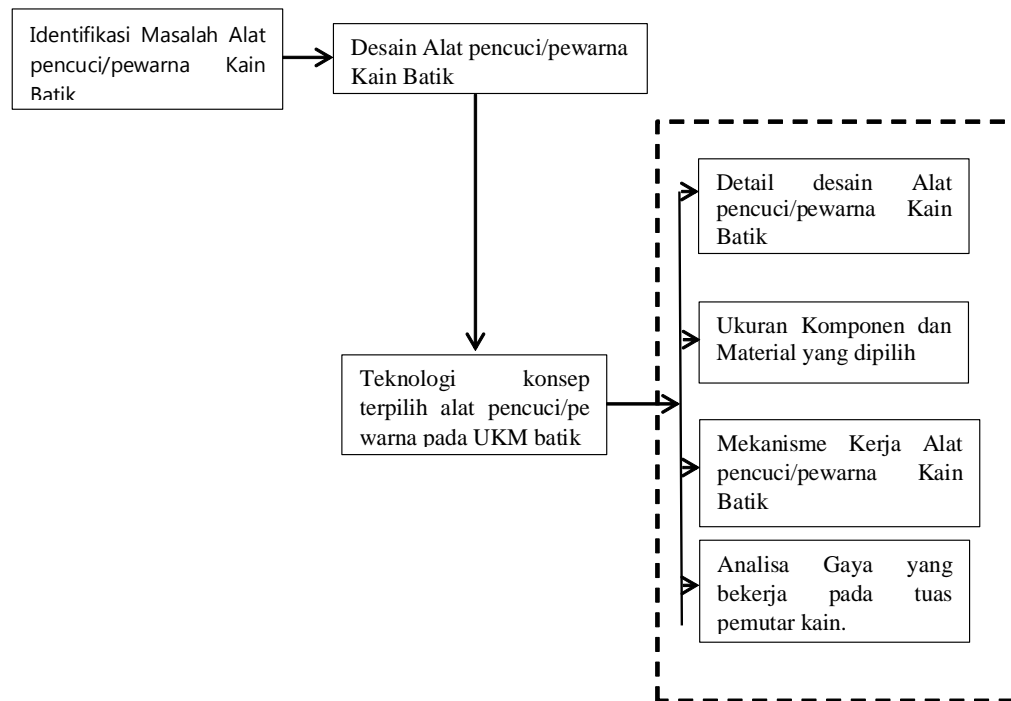 Identifikasi Masalah Alat
pencuci/pewarna Kain
Batik
Desain Alat pencuci/pewarna
Kain Batik
Teknologi konsep
terpilih alat pencuci/pe
warna pada UKM batik
Detail desain Alat
pencuci/pewarna Kain
Batik
Ukuran Komponen dan
Material yang dipilih
Mekanisme Kerja Alat
pencuci/pewarna Kain
Batik
Analisa Gaya yang
bekerja pada tuas
pemutar kain.